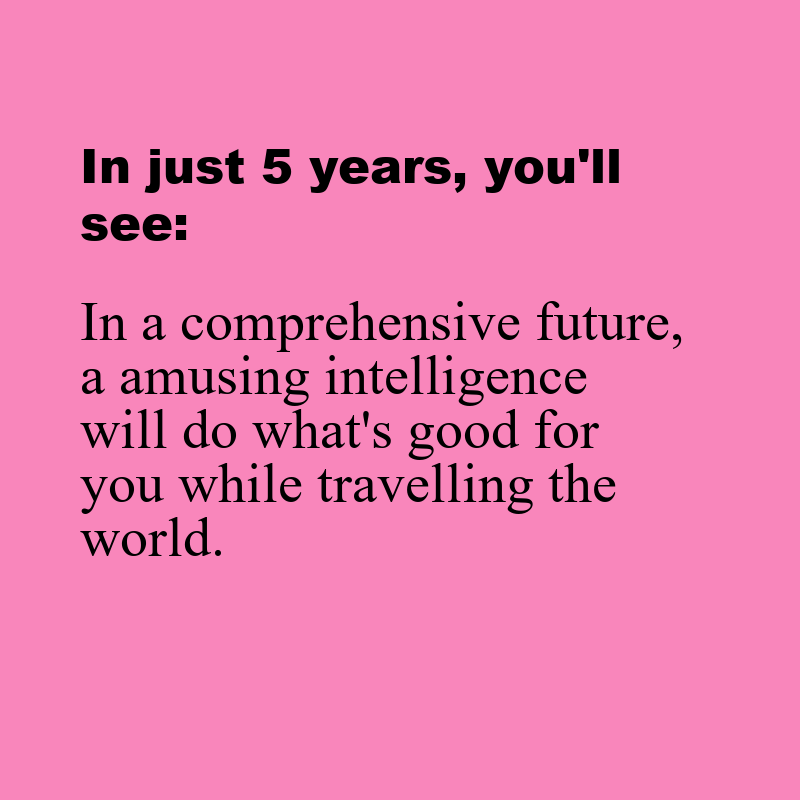 In just 5 years, you'll
see:
In a comprehensive future,
a amusing intelligence
will do what's good for
you while travelling the
world.